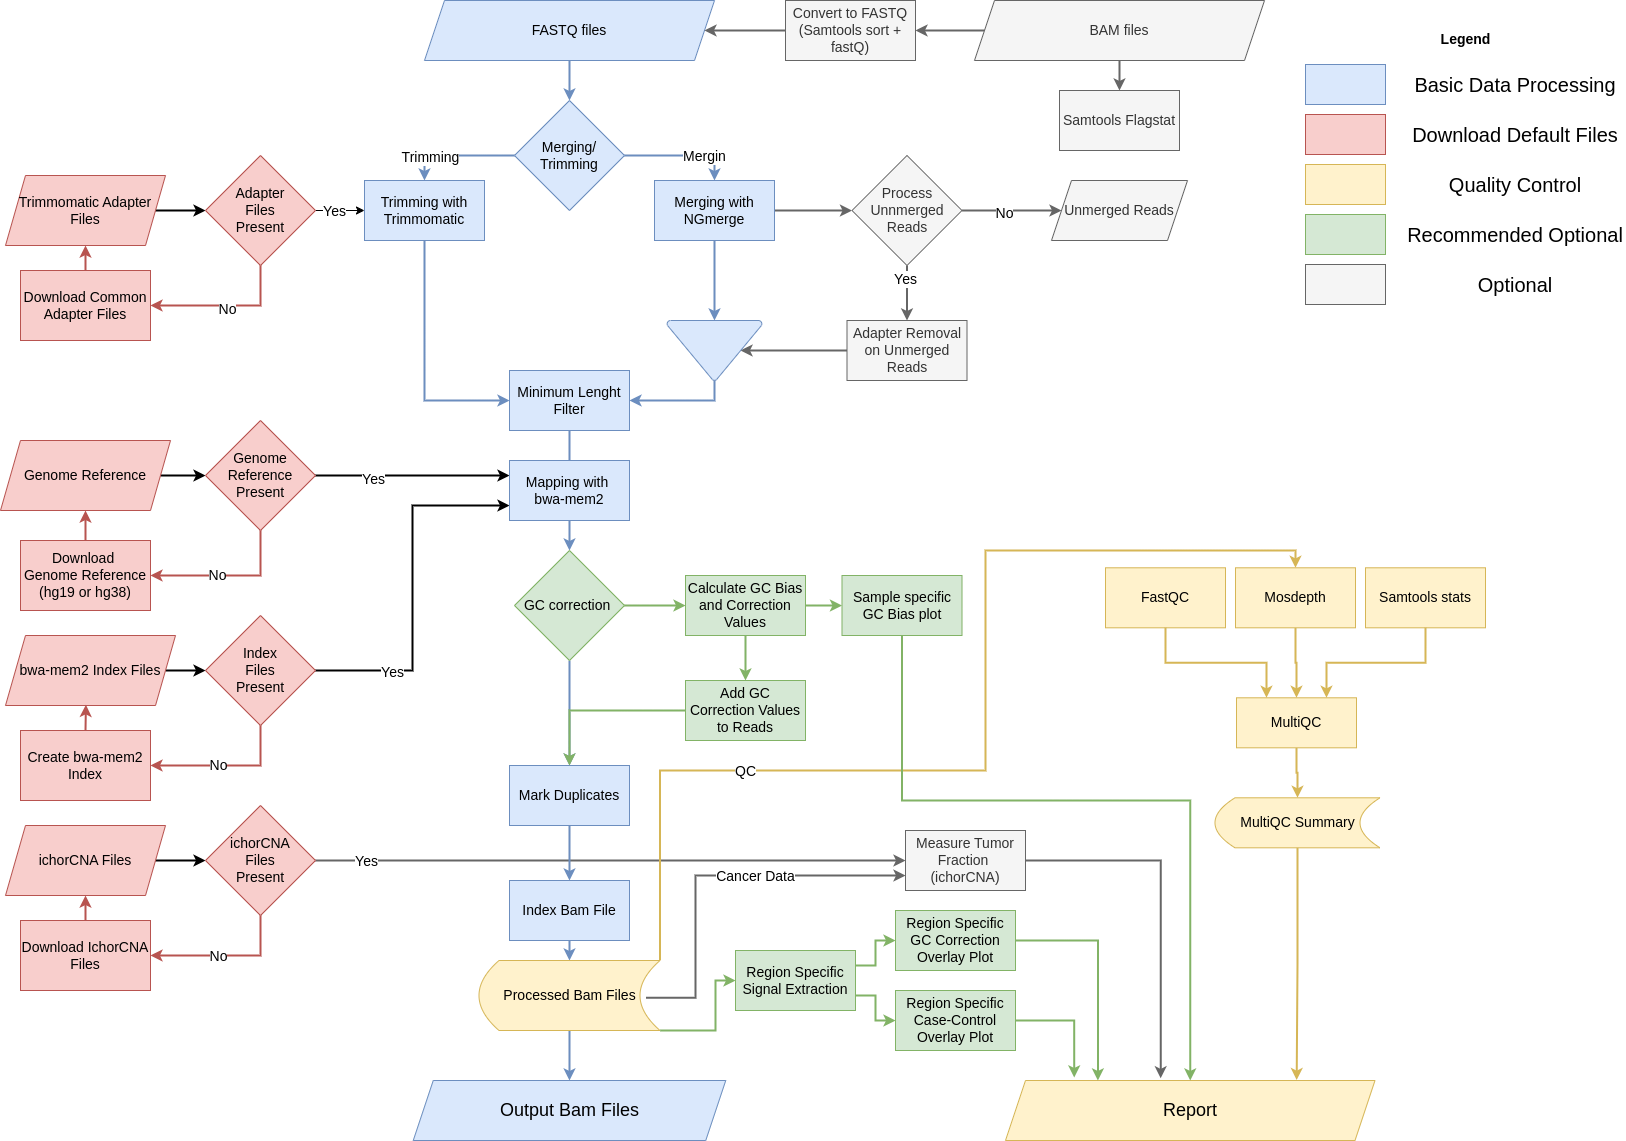 FASTQ files
Convert to FASTQ
(Samtools sort +
fastQ)
BAM files
Samtools Flagstat
Legend
Basic Data Processing
Download Default Files
Quality Control
Recommended Optional
Optional
Merging/
Trimming
Trimming
Mergin
Trimmomatic Adapter
Files
Adapter
Files
Present
Yes
Trimming with
Trimmomatic
Merging with
NGmerge
Process
Unnmerged
Reads
No
Unmerged Reads
Yes
Download Common
Adapter Files
No
Adapter Removal
on Unmerged
Reads
Minimum Lenght
Filter
Genome Reference
Genome
Reference
Present
Yes
Mapping with
bwa-mem2
Download
Genome Reference
(hg19 or hg38)
No
GC correction
Calculate GC Bias
and Correction
Values
Sample specific
GC Bias plot
FastQC
Mosdepth
Samtools stats
bwa-mem2 Index Files
Index
Files
Present
Yes
Add GC
Correction Values
to Reads
MultiQC
Create bwa-mem2
Index
No
QC
Mark Duplicates
MultiQC Summary
ichorCNA Files
ichorCNA
Files
Present
Yes
Measure Tumor
Fraction
(ichorCNA)
Cancer Data
Index Bam File
Download IchorCNA
Files
No
Region Specific
GC Correction
Overlay Plot
Region Specific
Signal Extraction
Processed Bam Files
Region Specific
Case-Control
Overlay Plot
Output Bam Files
Report